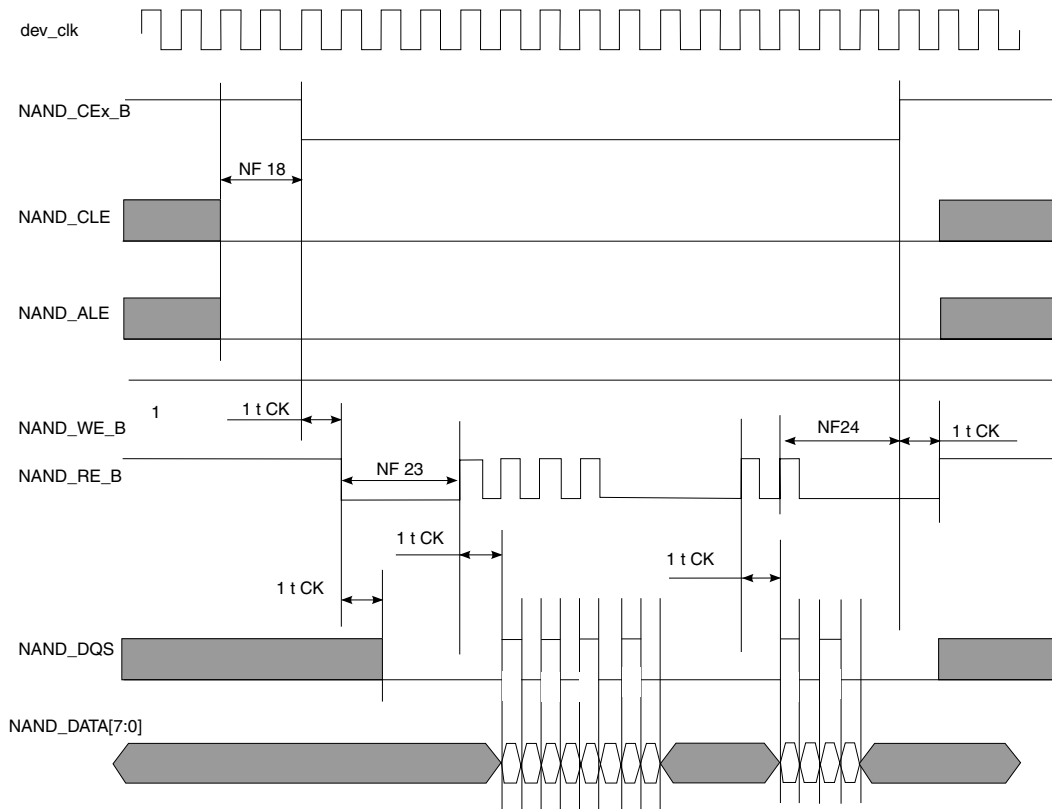 dev_clk
NAND_CEx_B
NF 18
NAND_CLE
NAND_ALE
1
1 t CK
NAND_WE_B
NF24
1 t CK
NAND_RE_B
NF 23
1 t CK
1 t CK
1 t CK
NAND_DQS
NAND_DATA[7:0]